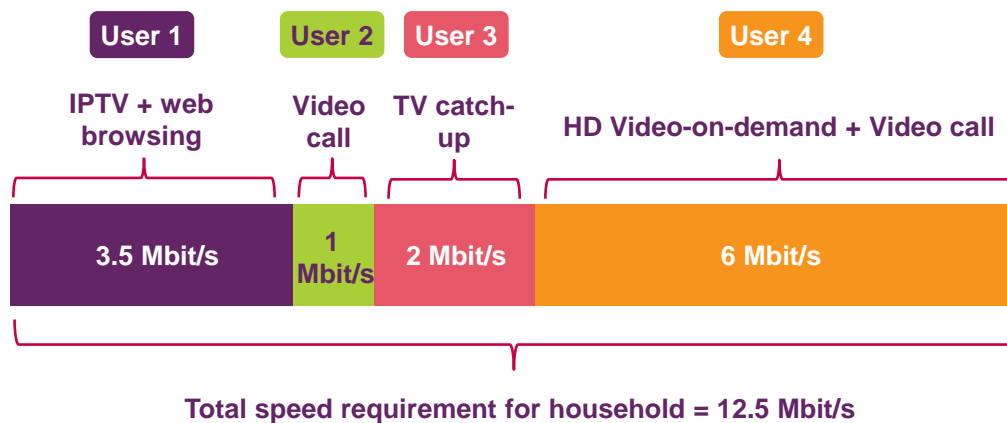 User 1
User 2
User 3
User 4
IPTV + web
browsing
Video
call
TV catch-
up
HD Video-on-demand + Video call
3.5 Mbit/s
1
Mbit/s
2 Mbit/s
6 Mbit/s
Total speed requirement for household = 12.5 Mbit/s